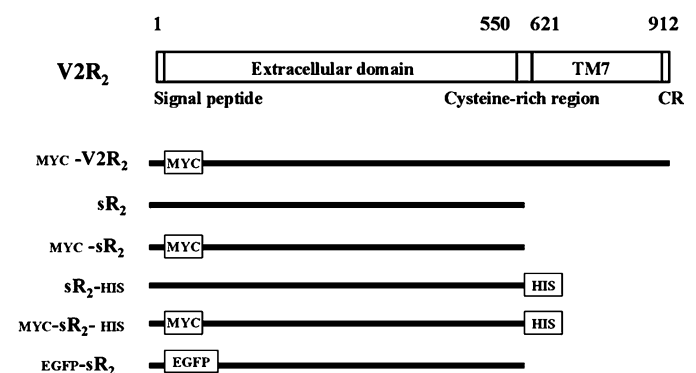 1 550 621 912
V2R₂ Extracellular domain TM7
Signal peptide Cysteine-rich region CR
MYC -V2R₂ MYC
sR₂
MYC -sR₂ MYC
sR₂-HIS HIS
MYC-sR₂- HIS MYC HIS
EGFP-sR₂ EGFP